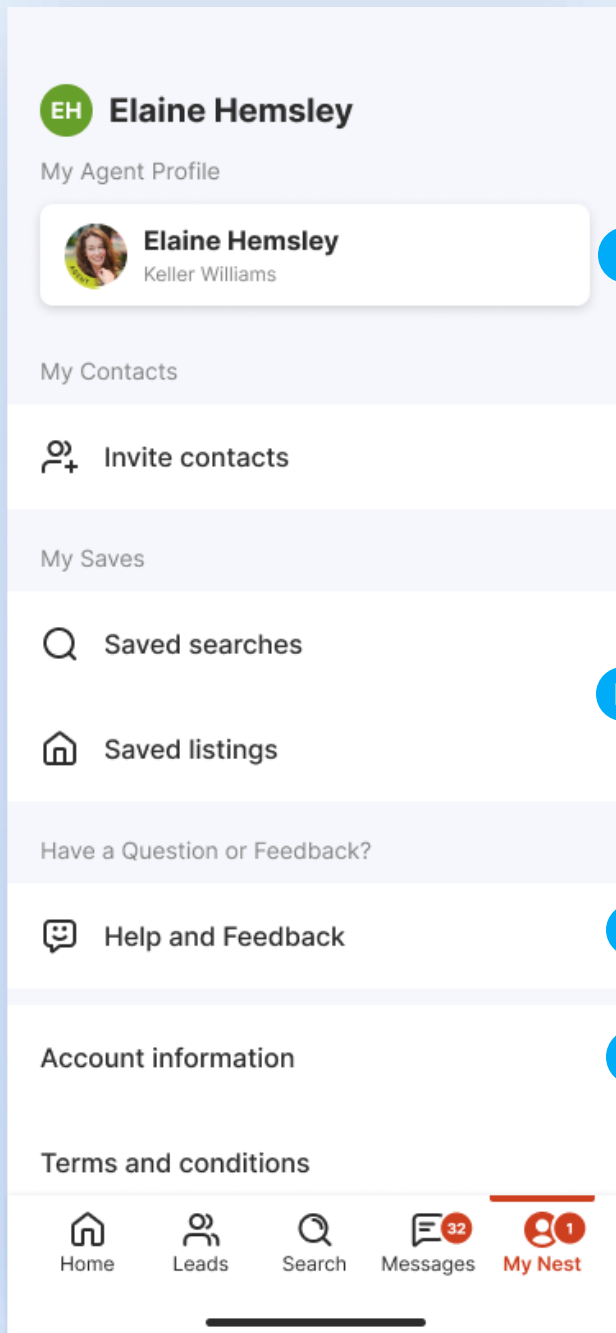 EH Elaine Hemsley
My Agent Profile
Elaine Hemsley
Keller Williams
AGENT
My Contacts
Invite contacts
My Saves
Saved searches
Saved listings
Have a Question or Feedback?
Help and Feedback
Account information
Terms and conditions
32 1
Home Leads Search Messages My Nest